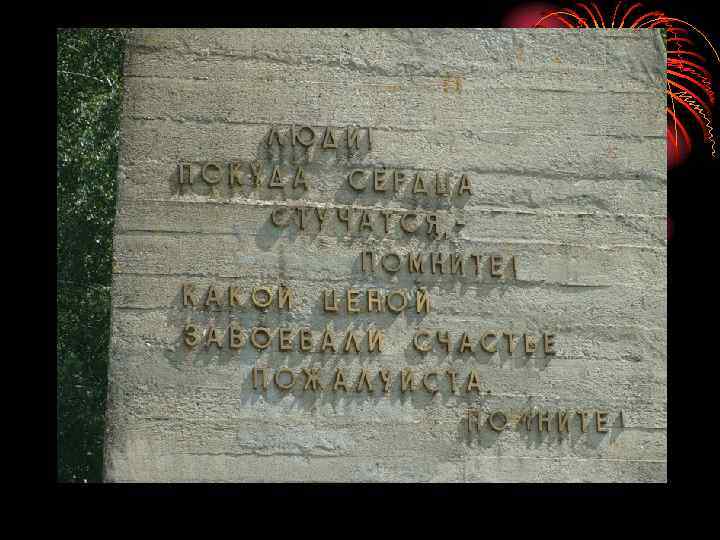 ЛЮДИ!
ПОКУДА СЕРДЦА
СТУЧАТСЯ,-
ПОМНИТЕ!
КАКОЙ ЦЕНОЙ
ЗАВОЕВАЛИ СЧАСТЬЕ
ПОЖАЛУЙСТА,
ПОМНИТЕ!